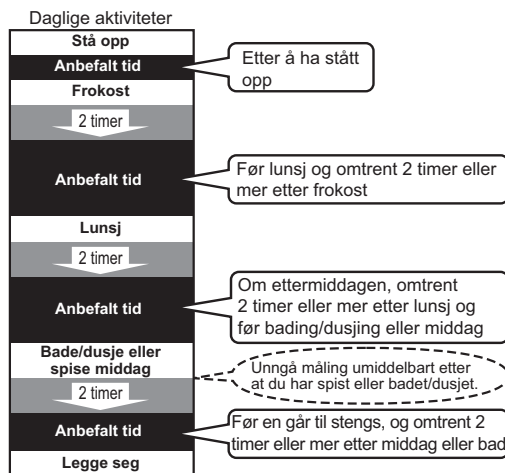 Daglige aktiviteter
Stå opp
Anbefalt tid
Etter å ha stått
opp
Frokost
2 timer
Anbefalt tid
Før lunsj og omtrent 2 timer eller
mer etter frokost
Lunsj
2 timer
Anbefalt tid
Om ettermiddagen, omtrent
2 timer eller mer etter lunsj og
før bading/dusjing eller middag
Bade/dusje eller
spise middag
Unngå måling umiddelbart etter
at du har spist eller badet/dusjet.
2 timer
Anbefalt tid
Før en går til stengs, og omtrent 2
timer eller mer etter middag eller bad
Legge seg